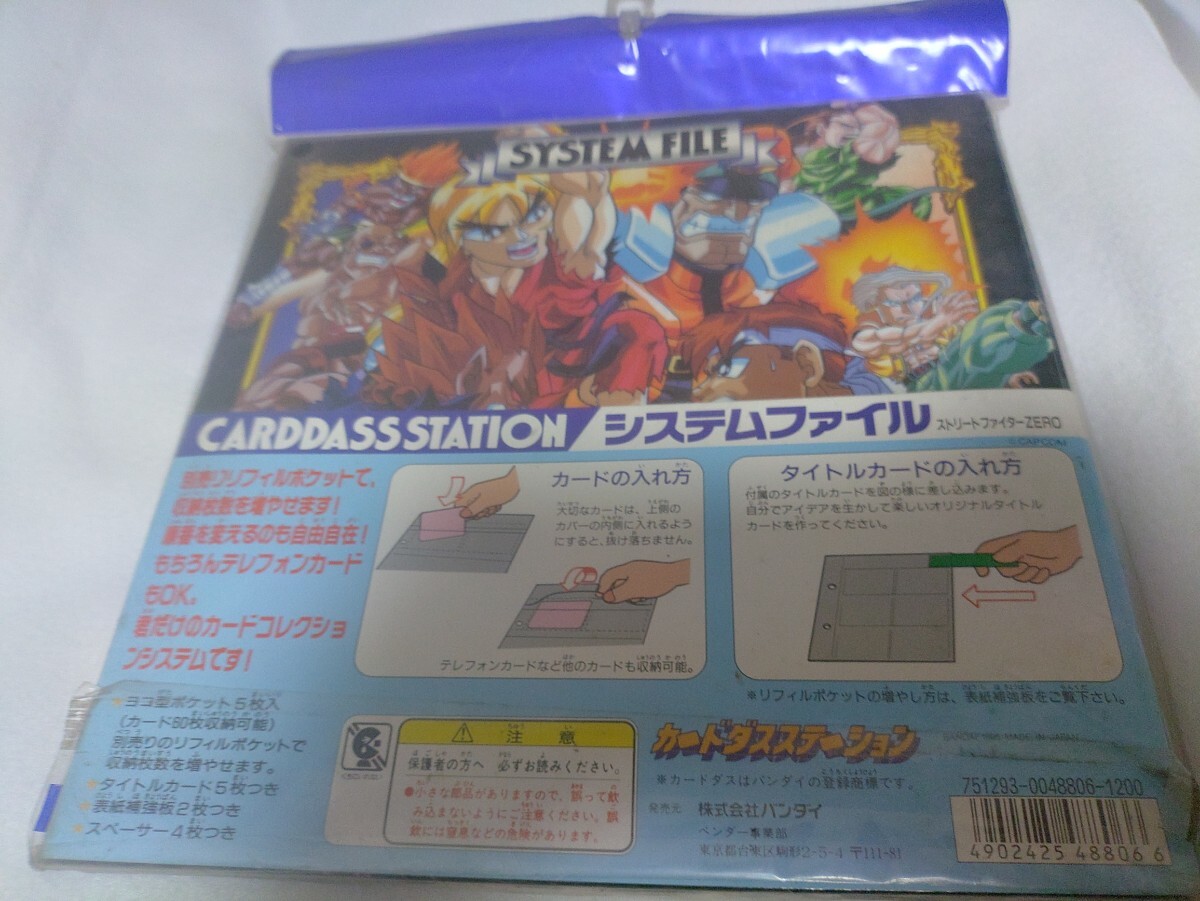 SYSTEM FILE
CARDDASS STATION / システムファイル ストリートファイターZERO
©CAPCOM
別売りリフィルポケットで、
収納枚数を増やせます!
順番を変えるのも自由自在!
もちろんテレフォンカード
もOK。
君だけのカードコレクショ
ンシステムです!
カードの入れ方
大切なカードは、上側の
カバーの内側に入れるよう
にすると、抜け落ちません。
テレフォンカードなど他のカードも収納可能。
タイトルカードの入れ方
付属のタイトルカードを図の様に差し込みます。
自分でアイデアを生かして楽しいオリジナルタイトル
カードを作ってください。
※リフィルポケットの増やし方は、表紙補強板をご覧下さい。
★ヨコ型ポケット5枚入
(カード60枚収納可能)
別売りのリフィルポケットで
収納枚数を増やせます。
★タイトルカード5枚つき
★表紙補強板2枚つき
★スペーサー4枚つき
注意
保護者の方へ 必ずお読みください。
●小さな部品がありますので、誤って飲
み込まないようにご注意ください。誤
飲には窒息などの危険があります。
カードダスステーション
※カードダスはバンダイの登録商標です。
発売元 株式会社バンダイ
ベンダー事業部
東京都台東区駒形2-5-4 〒111-81
MADE IN JAPAN
751293-0048806-1200
4902425 488066